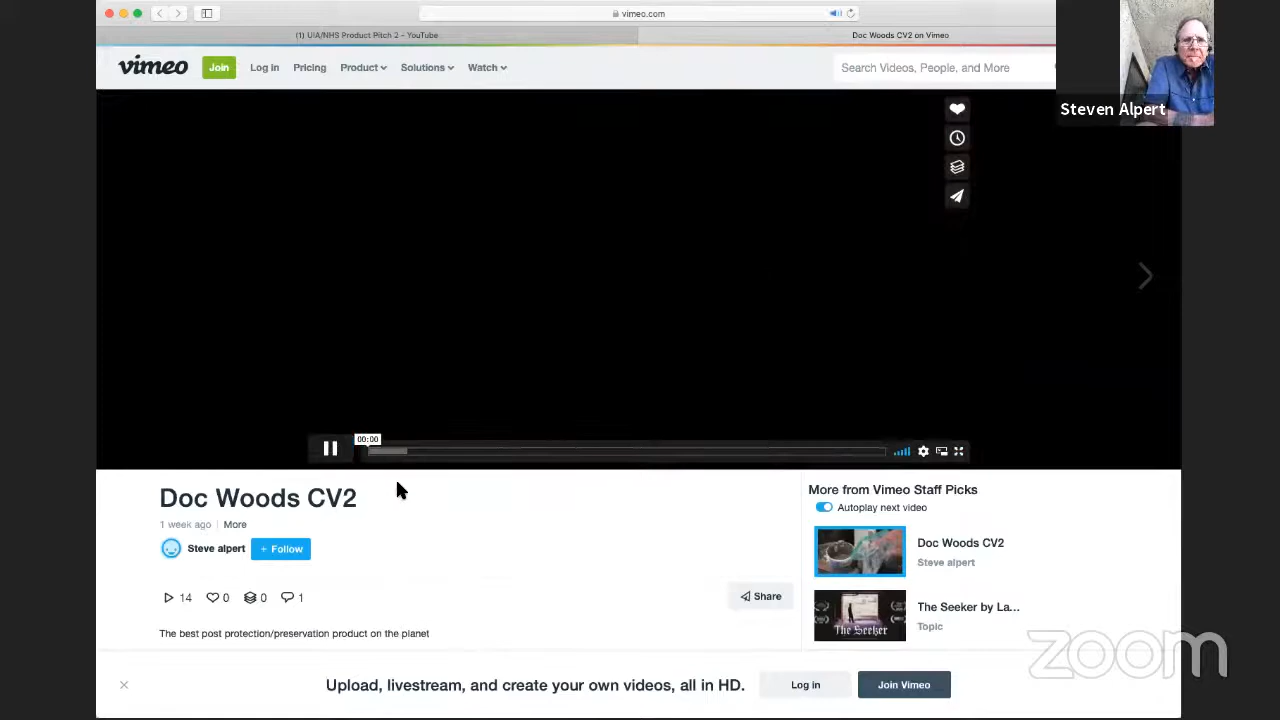 vimeo.com
(1) UIA/NHS Product Pitch 2 - YouTube
Doc Woods CV2 on Vimeo
vimeo
Join
Log in
Pricing
Product
Solutions
Watch
Search Videos, People, and More
Steven Alpert
00:00
Doc Woods CV2
1 week ago
More
Steve alpert
+ Follow
14
0
0
1
Share
The best post protection/preservation product on the planet
More from Vimeo Staff Picks
Autoplay next video
Doc Woods CV2
Steve alpert
The Seeker
The Seeker by La...
Topic
zoom
Upload, livestream, and create your own videos, all in HD.
Log in
Join Vimeo